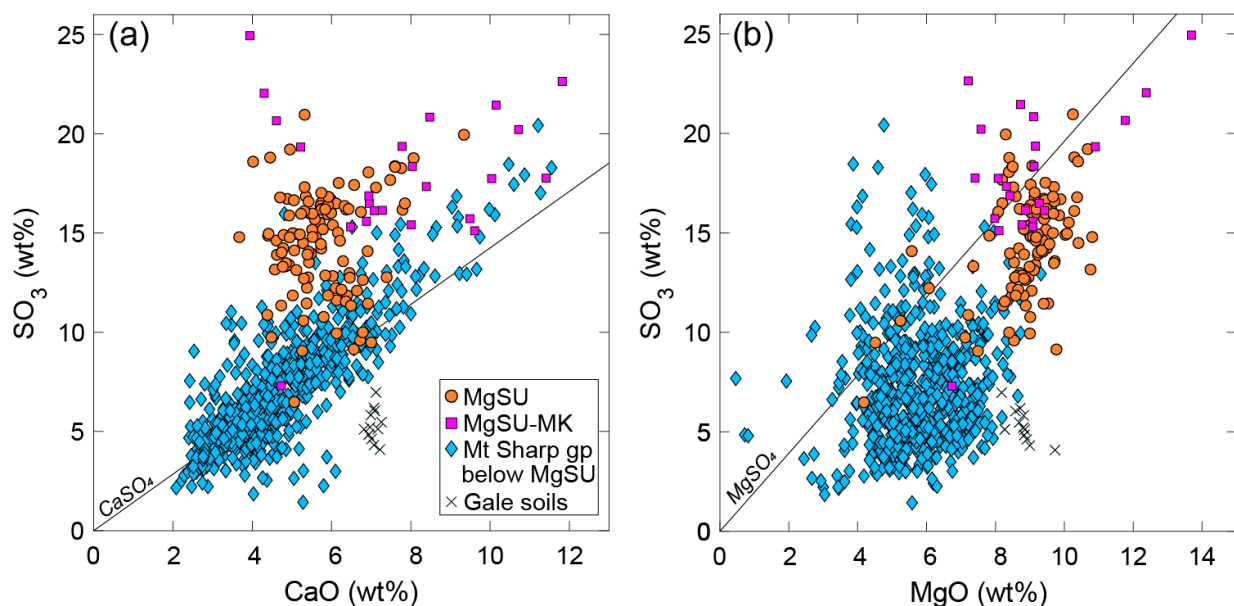 (a)
25
20
15
10
5
0
SO₃ (wt%)
CaSO₄
MgSU
MgSU-MK
Mt Sharp gp
below MgSU
Gale soils
0 2 4 6 8 10 12
CaO (wt%)
(b)
25
20
15
10
5
0
SO₃ (wt%)
MgSO₄
0 2 4 6 8 10 12 14
MgO (wt%)